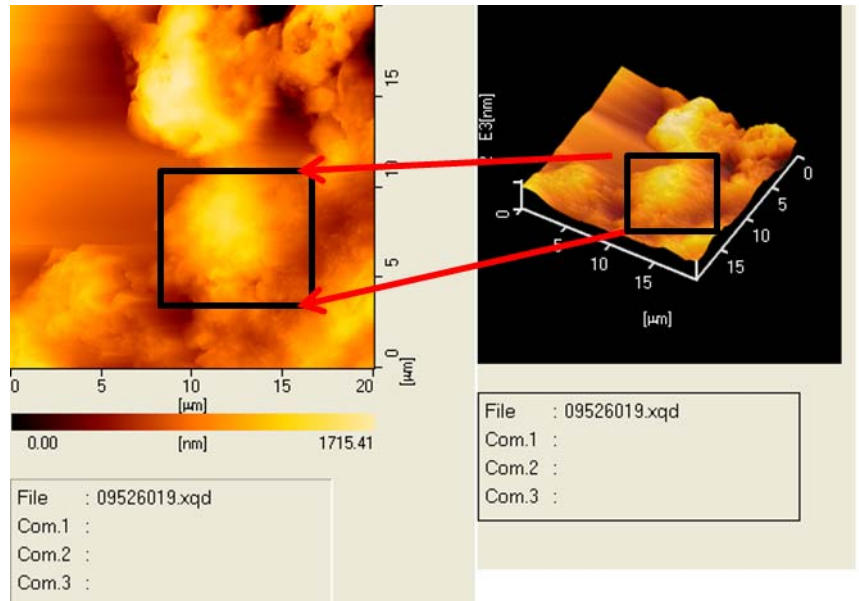 15
10
5
0
[μm]
0 5 10 15 20
[μm]
0.00 [nm] 1715.41
File : 09526019.xqd
Com.1 :
Com.2 :
Com.3 :
E3[nm]
0
5
10
15
0
5
10
15
[μm]
File : 09526019.xqd
Com.1 :
Com.2 :
Com.3 :